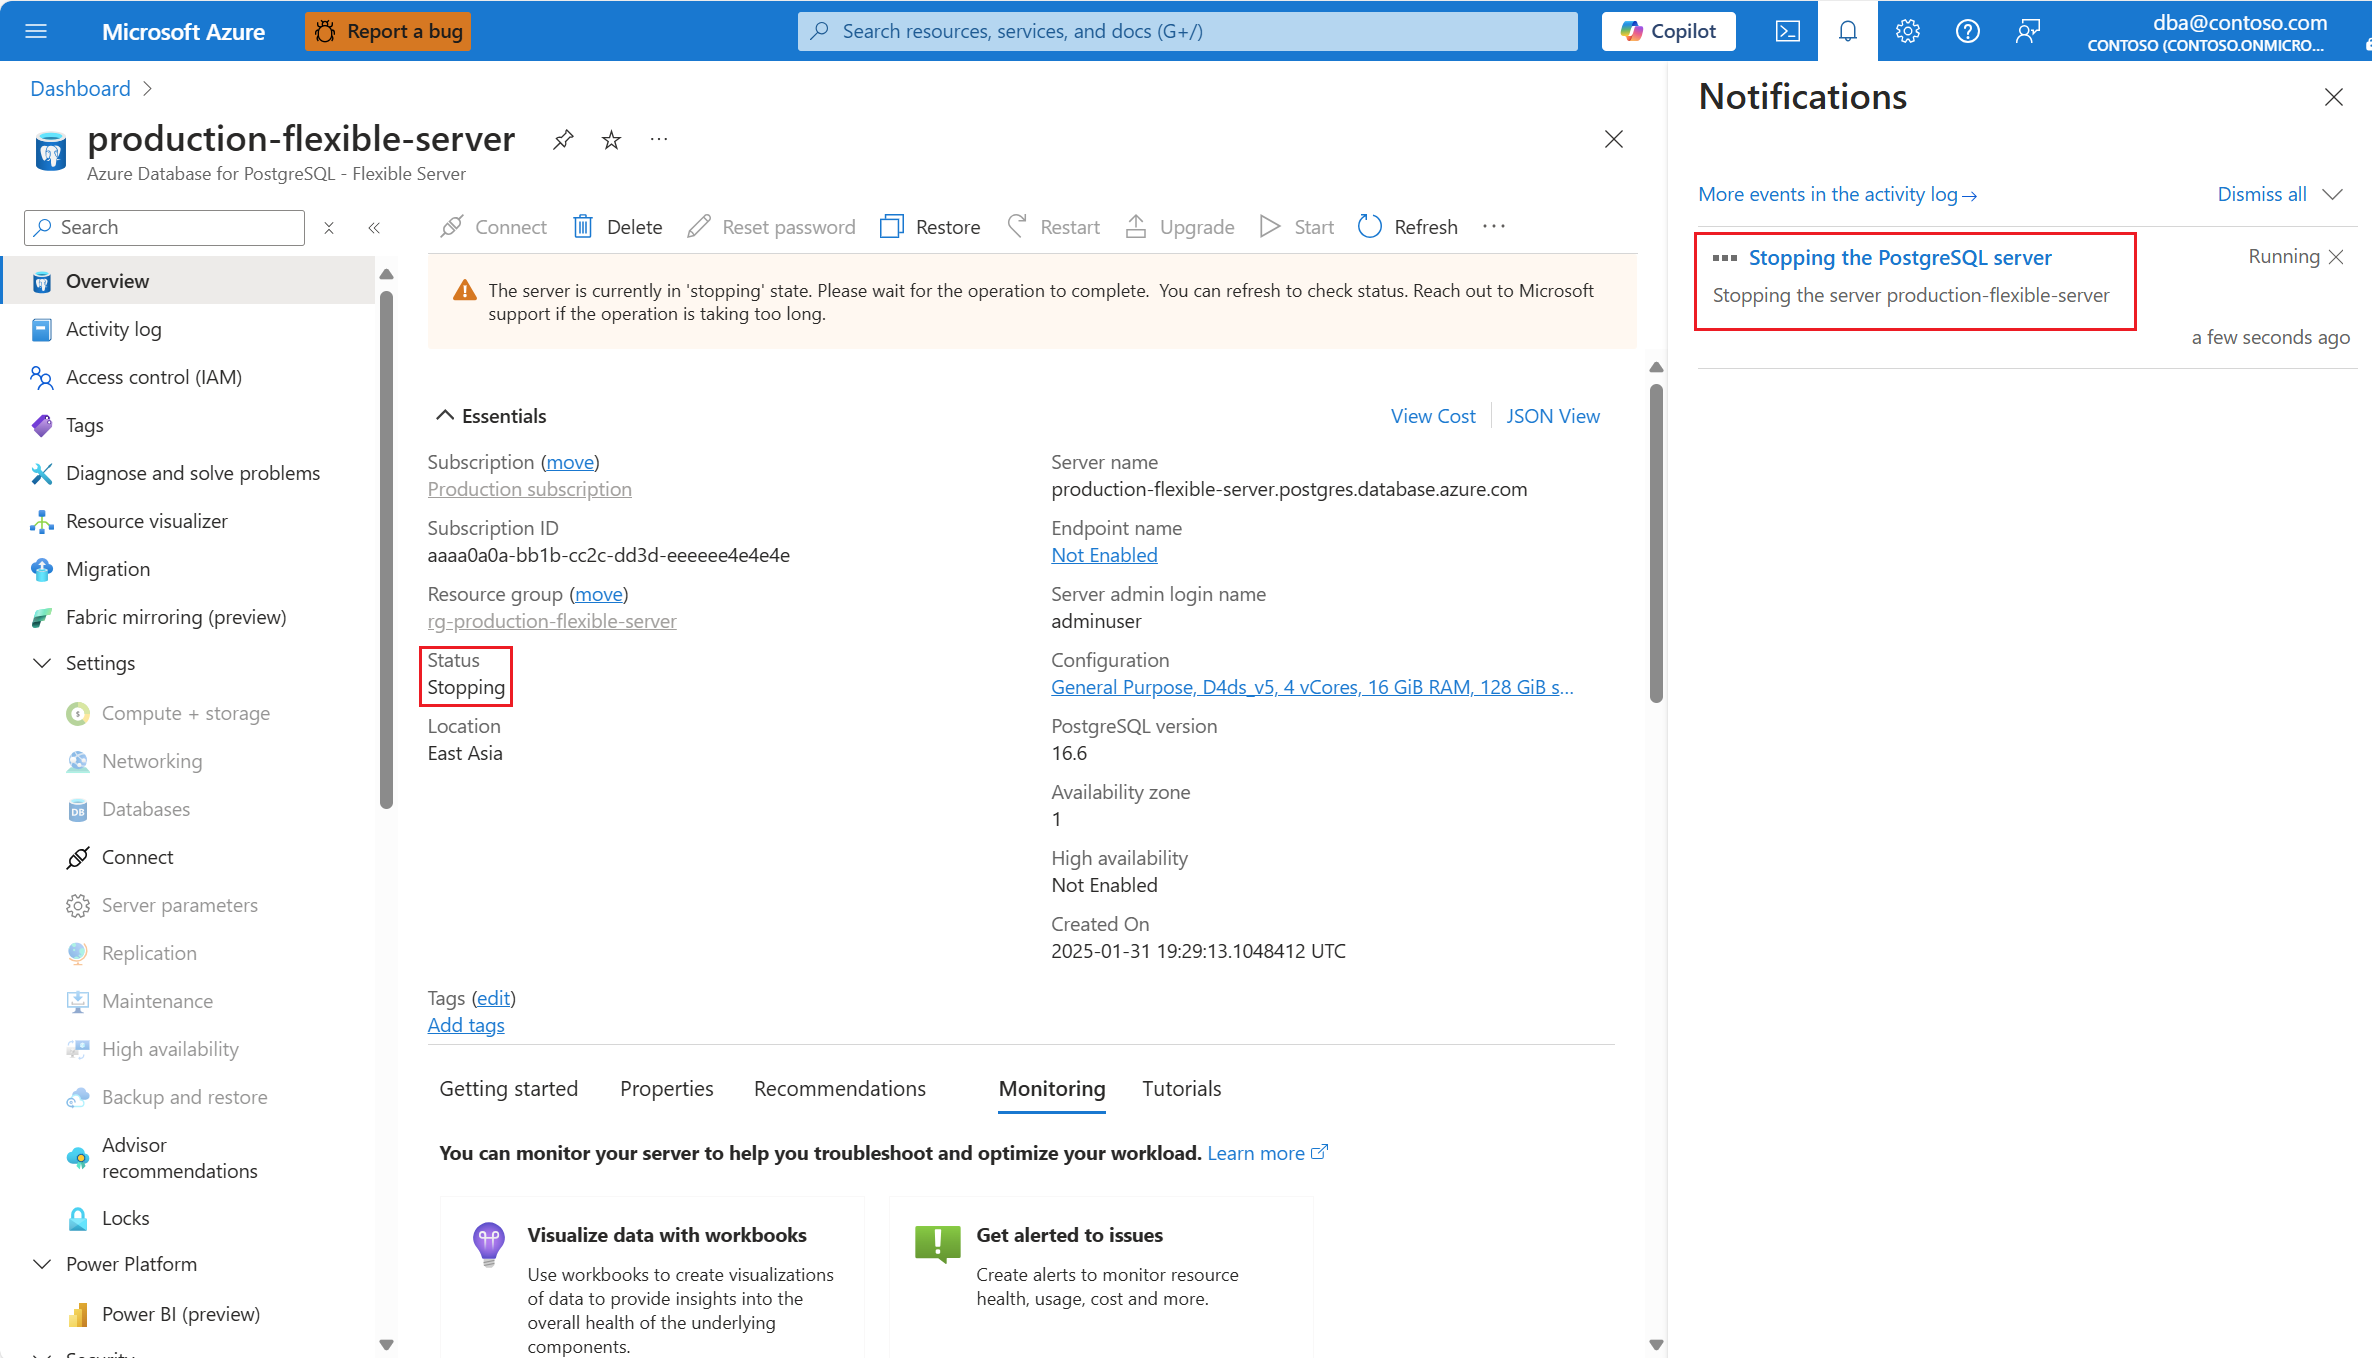 Microsoft Azure
Report a bug
Search resources, services, and docs (G+/)
Copilot
dba@contoso.com
CONTOSO (CONTOSO.ONMICRO...
Dashboard
production-flexible-server
Azure Database for PostgreSQL - Flexible Server
Search
Connect
Delete
Reset password
Restore
Restart
Upgrade
Start
Refresh
The server is currently in 'stopping' state. Please wait for the operation to complete.  You can refresh to check status. Reach out to Microsoft
support if the operation is taking too long.
Overview
Activity log
Access control (IAM)
Tags
Diagnose and solve problems
Resource visualizer
Migration
Fabric mirroring (preview)
Settings
Compute + storage
Networking
Databases
Connect
Server parameters
Replication
Maintenance
High availability
Backup and restore
Advisor
recommendations
Locks
Power Platform
Power BI (preview)
Security
Essentials
View Cost
JSON View
Subscription (move)
Production subscription
Subscription ID
aaaa0a0a-bb1b-cc2c-dd3d-eeeeee4e4e4e
Resource group (move)
rg-production-flexible-server
Status
Stopping
Location
East Asia
Server name
production-flexible-server.postgres.database.azure.com
Endpoint name
Not Enabled
Server admin login name
adminuser
Configuration
General Purpose, D4ds_v5, 4 vCores, 16 GiB RAM, 128 GiB s...
PostgreSQL version
16.6
Availability zone
1
High availability
Not Enabled
Created On
2025-01-31 19:29:13.1048412 UTC
Tags (edit)
Add tags
Getting started
Properties
Recommendations
Monitoring
Tutorials
You can monitor your server to help you troubleshoot and optimize your workload. Learn more
Visualize data with workbooks
Use workbooks to create visualizations
of data to provide insights into the
overall health of the underlying
components.
Get alerted to issues
Create alerts to monitor resource
health, usage, cost and more.
Notifications
More events in the activity log→
Dismiss all
Stopping the PostgreSQL server
Running
Stopping the server production-flexible-server
a few seconds ago